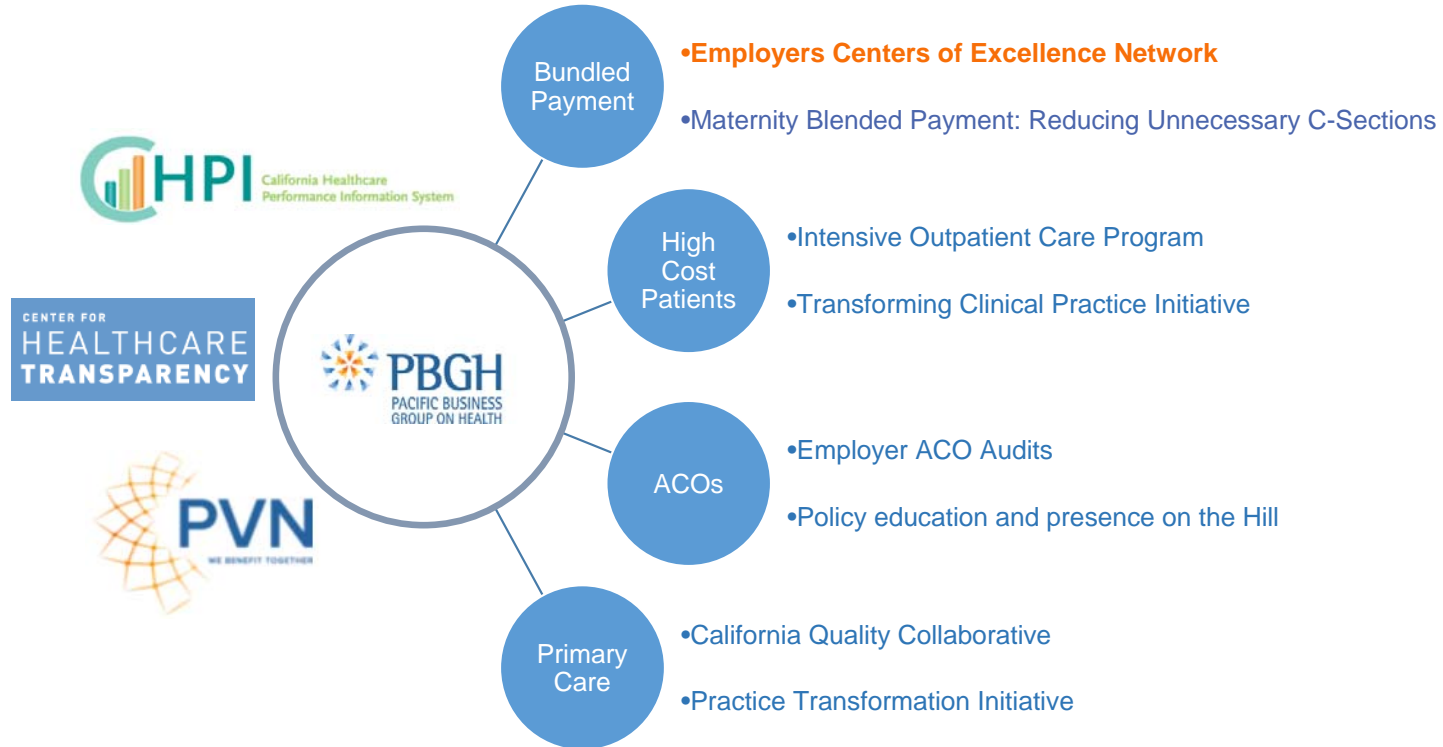 CHPI
California Healthcare
Performance Information System
CENTER FOR
HEALTHCARE
TRANSPARENCY
PVN
WE BENEFIT TOGETHER
PBGH
PACIFIC BUSINESS
GROUP ON HEALTH
Bundled
Payment
•Employers Centers of Excellence Network
•Maternity Blended Payment: Reducing Unnecessary C-Sections
High
Cost
Patients
•Intensive Outpatient Care Program
•Transforming Clinical Practice Initiative
ACOs
•Employer ACO Audits
•Policy education and presence on the Hill
Primary
Care
•California Quality Collaborative
•Practice Transformation Initiative